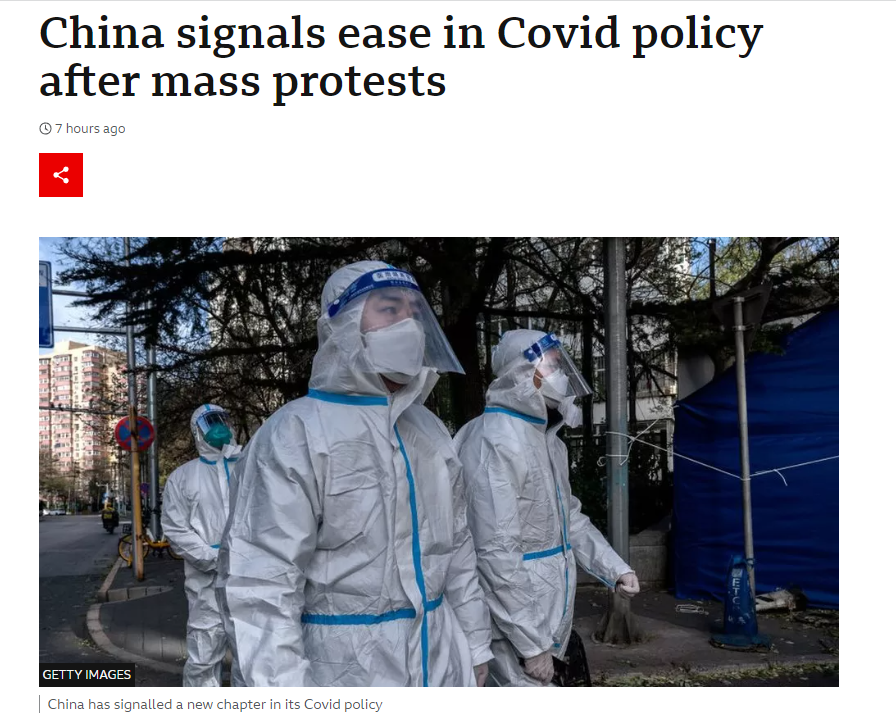 China signals ease in Covid policy
after mass protests
7 hours ago
ETC
GETTY IMAGES
China has signalled a new chapter in its Covid policy